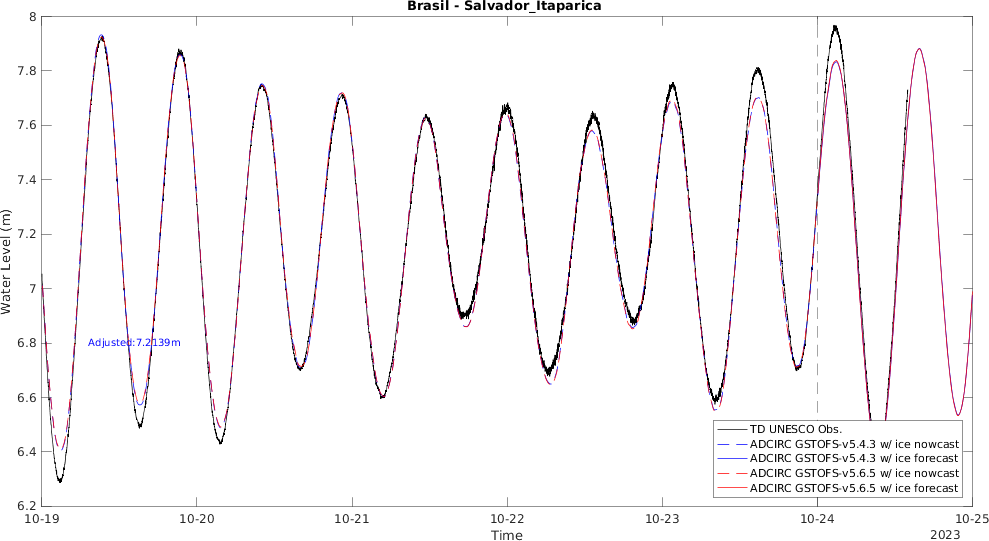 Brasil - Salvador_Itaparica
8
7.8
7.6
7.4
7.2
7
6.8
6.6
6.4
6.2
Water Level (m)
Adjusted:7.2139m
TD UNESCO Obs.
ADCIRC GSTOFS-v5.4.3 w/ ice nowcast
ADCIRC GSTOFS-v5.4.3 w/ ice forecast
ADCIRC GSTOFS-v5.6.5 w/ ice nowcast
ADCIRC GSTOFS-v5.6.5 w/ ice forecast
10-19 10-20 10-21 10-22 10-23 10-24 10-25
Time
2023